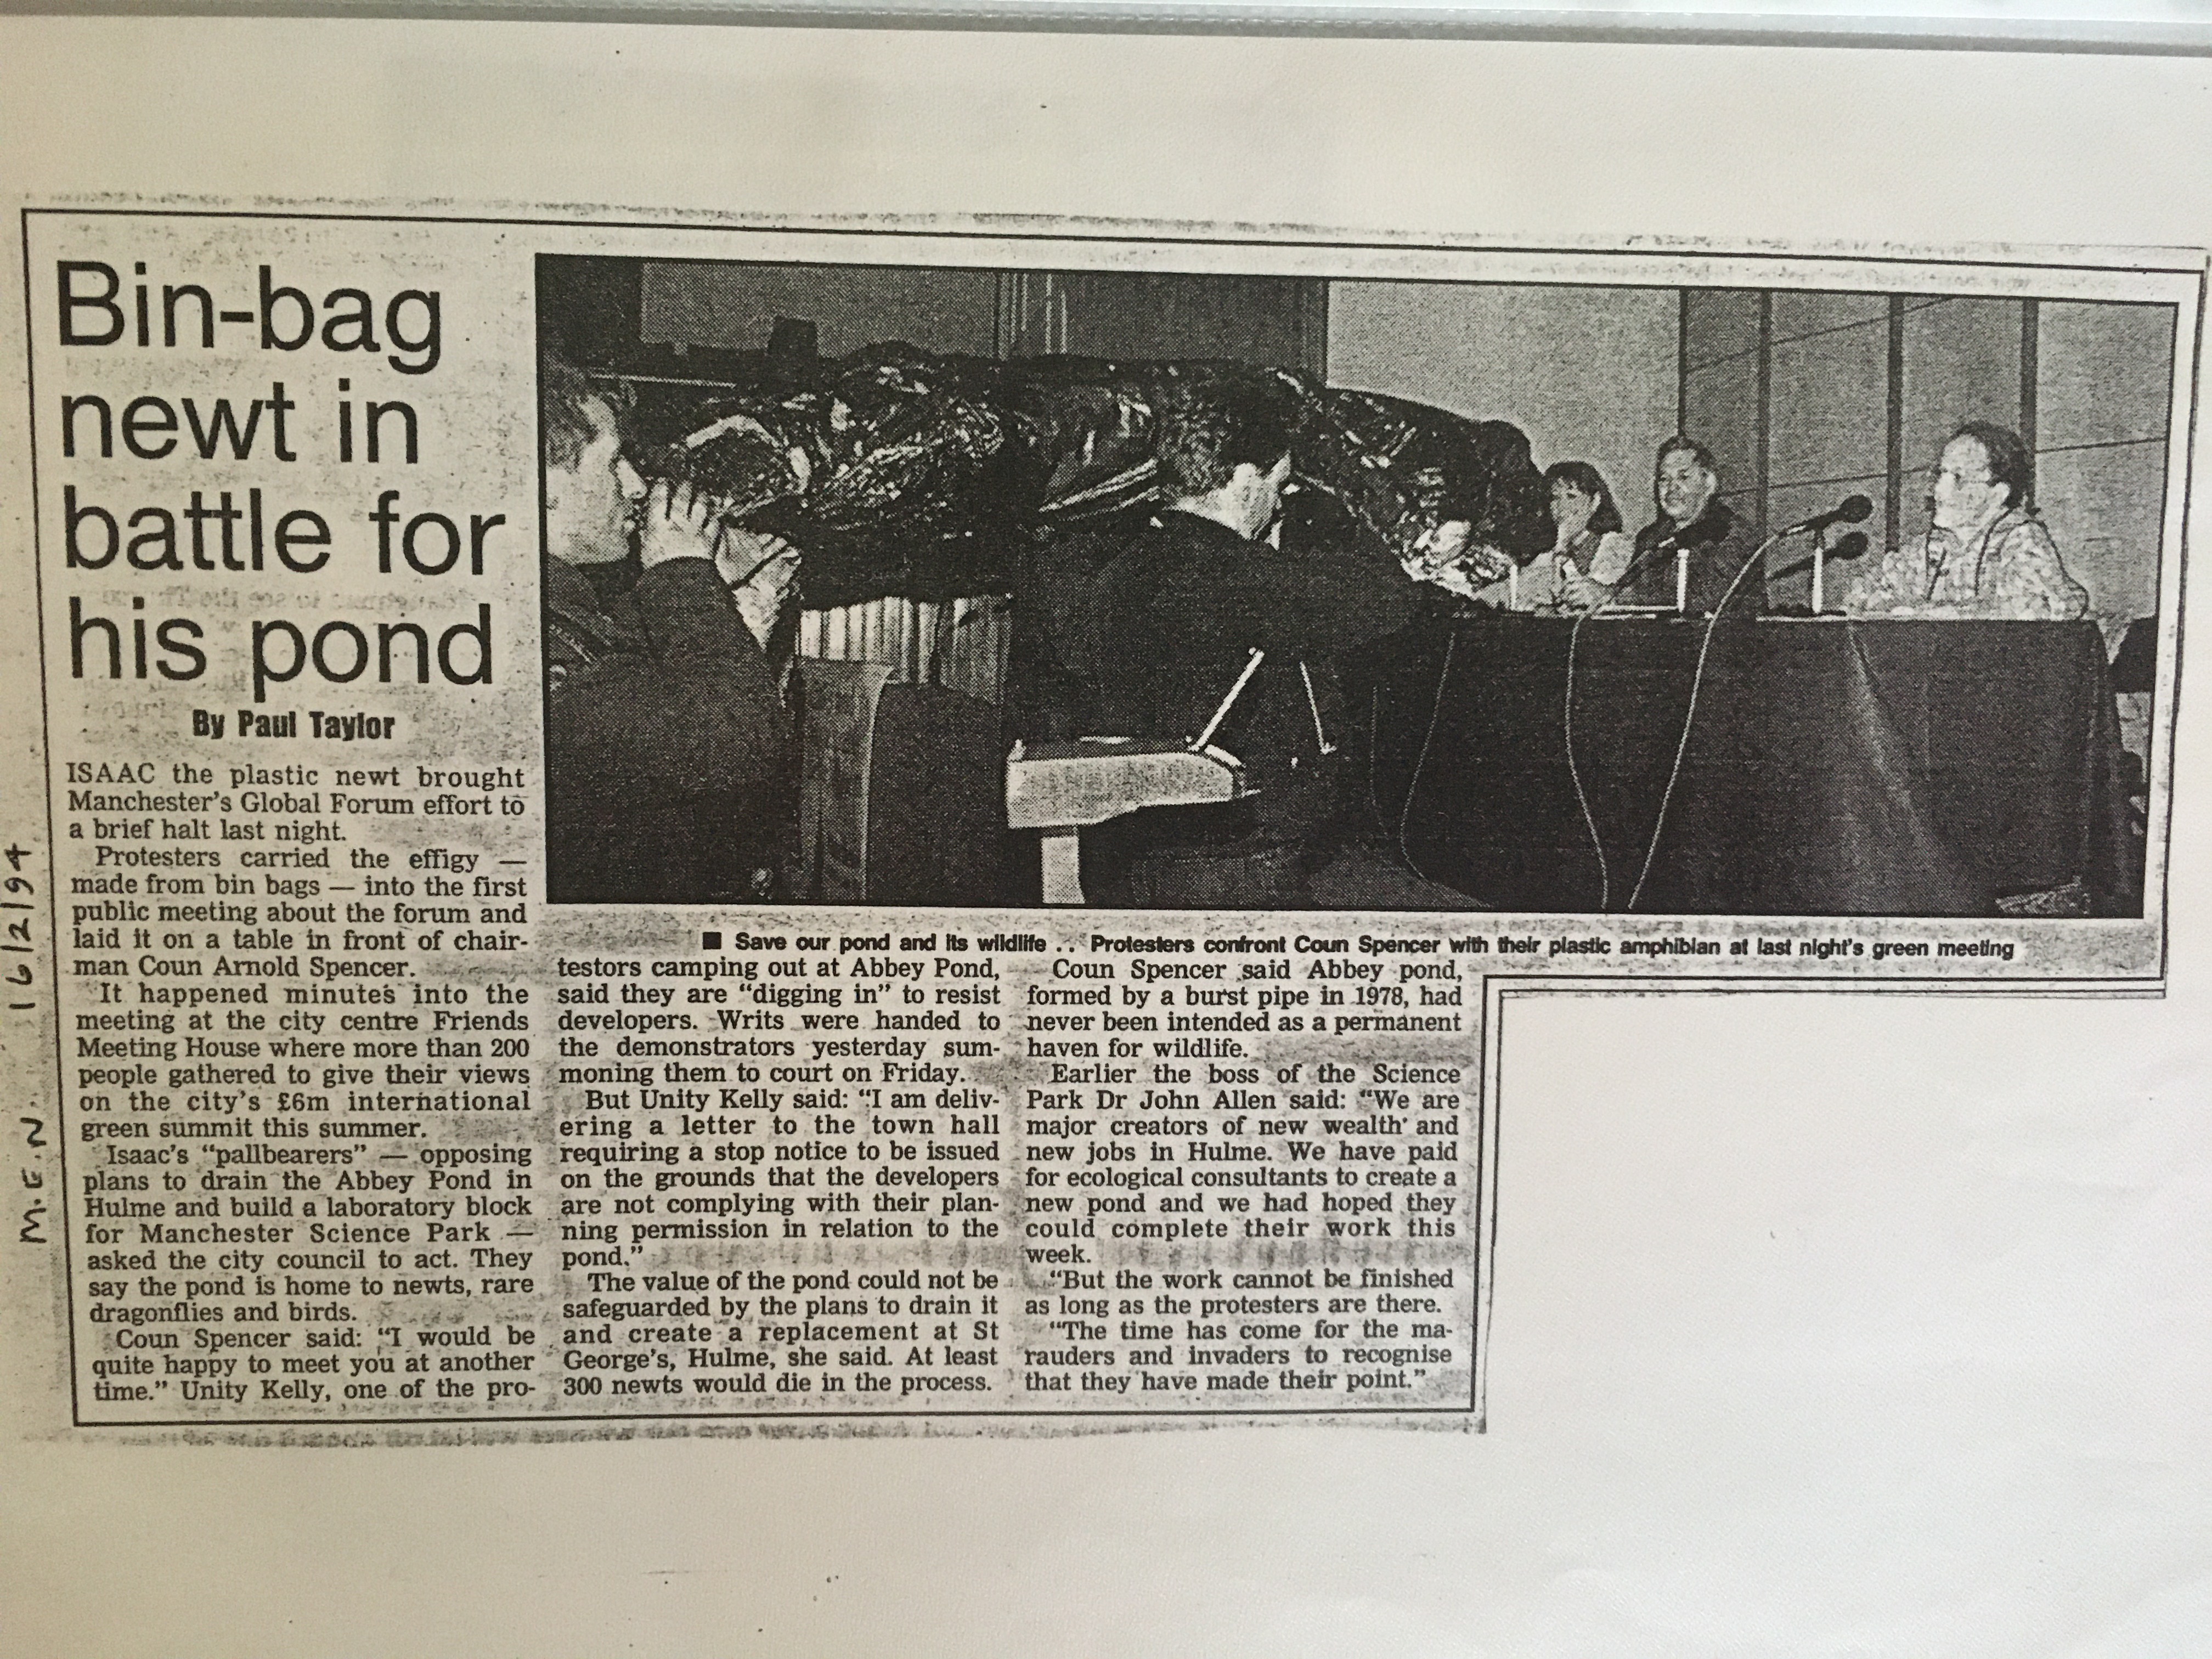 Bin-bag
newt in
battle for
his pond
By Paul Taylor
ISAAC the plastic newt brought
Manchester's Global Forum effort to
a brief halt last night.
Protesters carried the effigy —
made from bin bags — into the first
public meeting about the forum and
laid it on a table in front of chair-
man Coun Arnold Spencer.
It happened minutes into the
meeting at the city centre Friends
Meeting House where more than 200
people gathered to give their views
on the city's £6m international
green summit this summer.
Isaac's “pallbearers” — opposing
plans to drain the Abbey Pond in
Hulme and build a laboratory block
for Manchester Science Park —
asked the city council to act. They
say the pond is home to newts, rare
dragonflies and birds.
Coun Spencer said: “I would be
quite happy to meet you at another
time.” Unity Kelly, one of the pro-
■ Save our pond and its wildlife . . Protesters confront Coun Spencer with their plastic amphibian at last night's green meeting
testors camping out at Abbey Pond,
said they are “digging in” to resist
developers. Writs were handed to
the demonstrators yesterday sum-
moning them to court on Friday.
But Unity Kelly said: “I am deliv-
ering a letter to the town hall
requiring a stop notice to be issued
on the grounds that the developers
are not complying with their plan-
ning permission in relation to the
pond.”
The value of the pond could not be
safeguarded by the plans to drain it
and create a replacement at St
George's, Hulme, she said. At least
300 newts would die in the process.
Coun Spencer said Abbey pond,
formed by a burst pipe in 1978, had
never been intended as a permanent
haven for wildlife.
Earlier the boss of the Science
Park Dr John Allen said: “We are
major creators of new wealth and
new jobs in Hulme. We have paid
for ecological consultants to create a
new pond and we had hoped they
could complete their work this
week.
“But the work cannot be finished
as long as the protesters are there.
“The time has come for the ma-
rauders and invaders to recognise
that they have made their point.”
M.E.N. 16/2/94